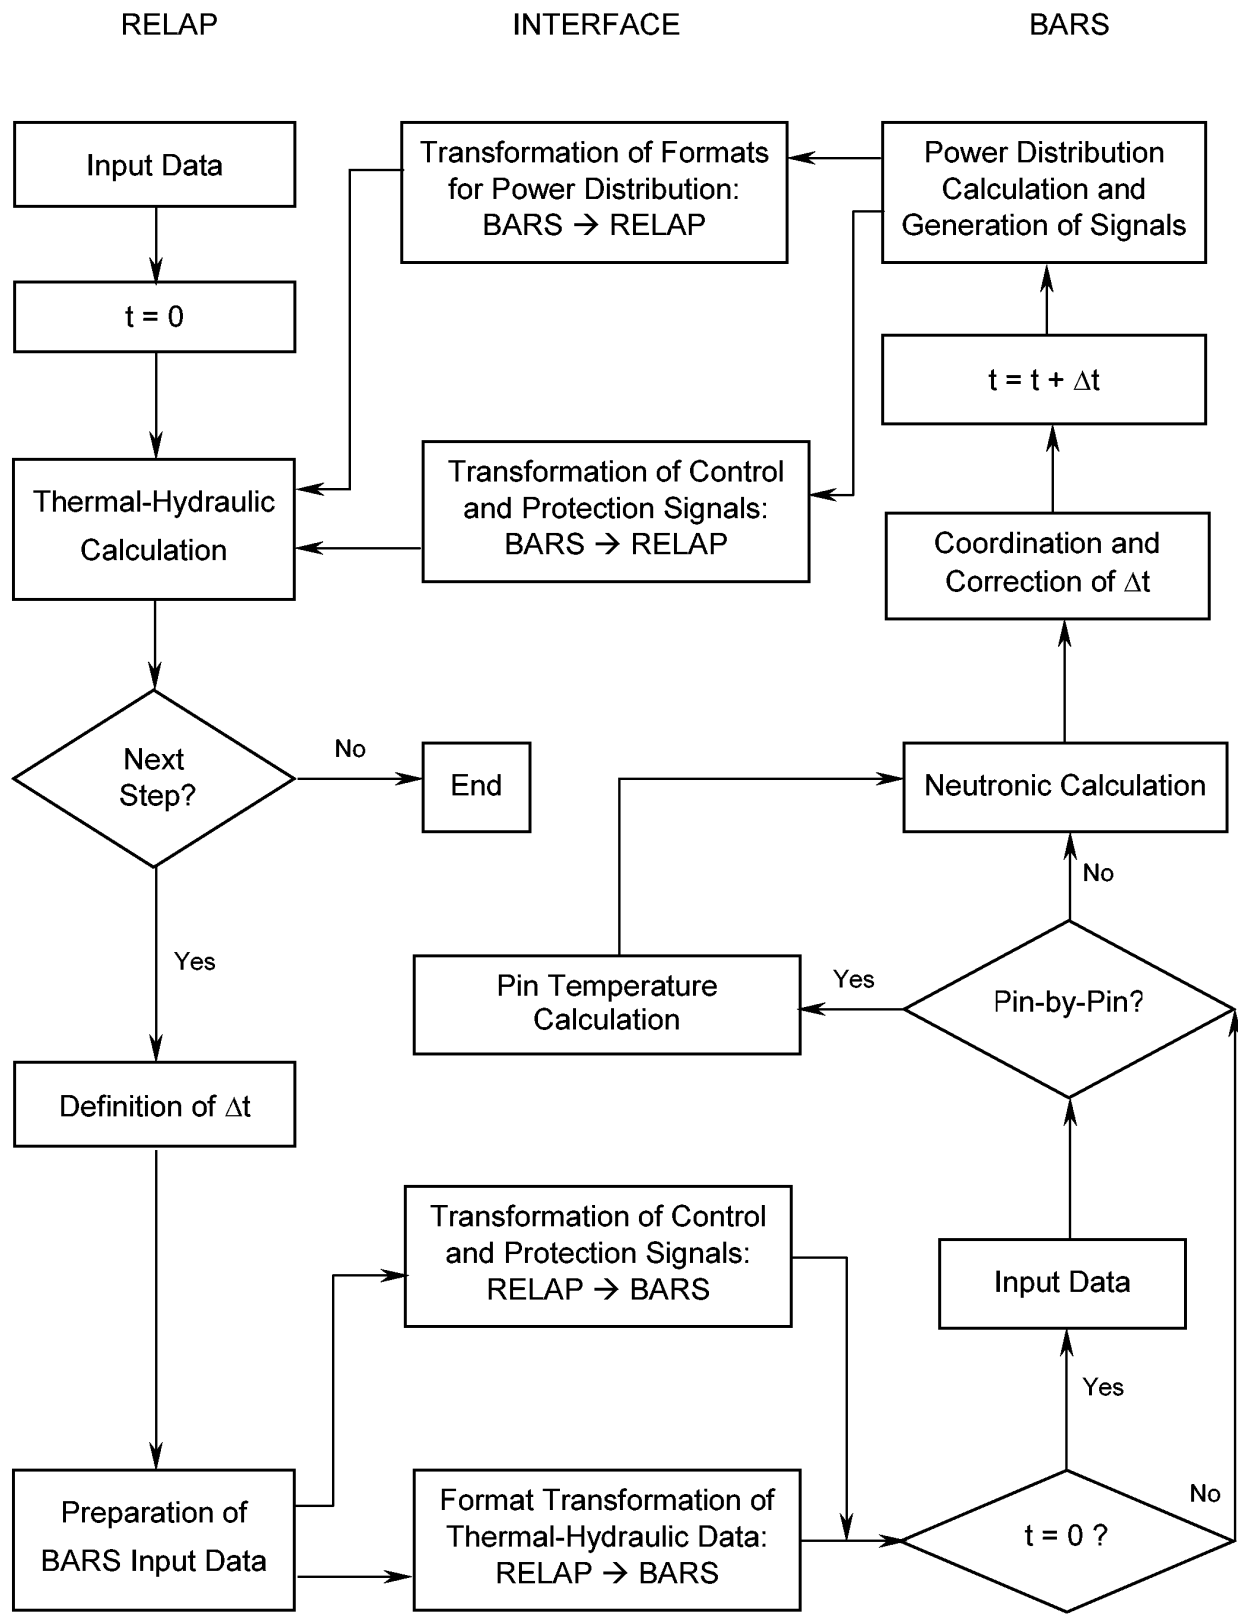 RELAP
INTERFACE
BARS
Input Data
t = 0
Thermal-Hydraulic
Calculation
Next
Step?
No
End
Yes
Definition of Δt
Preparation of
BARS Input Data
Transformation of Formats
for Power Distribution:
BARS → RELAP
Transformation of Control
and Protection Signals:
BARS → RELAP
Pin Temperature
Calculation
Transformation of Control
and Protection Signals:
RELAP → BARS
Format Transformation of
Thermal-Hydraulic Data:
RELAP → BARS
Power Distribution
Calculation and
Generation of Signals
t = t + Δt
Coordination and
Correction of Δt
Neutronic Calculation
No
Yes
Pin-by-Pin?
Input Data
Yes
No
t = 0 ?